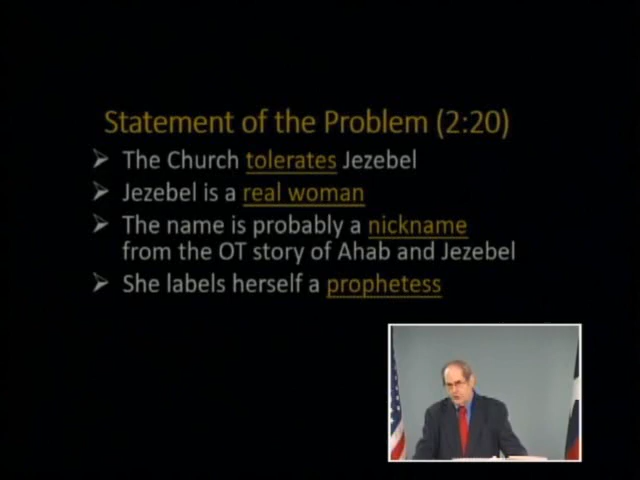 Statement of the Problem (2:20)
The Church tolerates Jezebel
Jezebel is a real woman
The name is probably a nickname
from the OT story of Ahab and Jezebel
She labels herself a prophetess